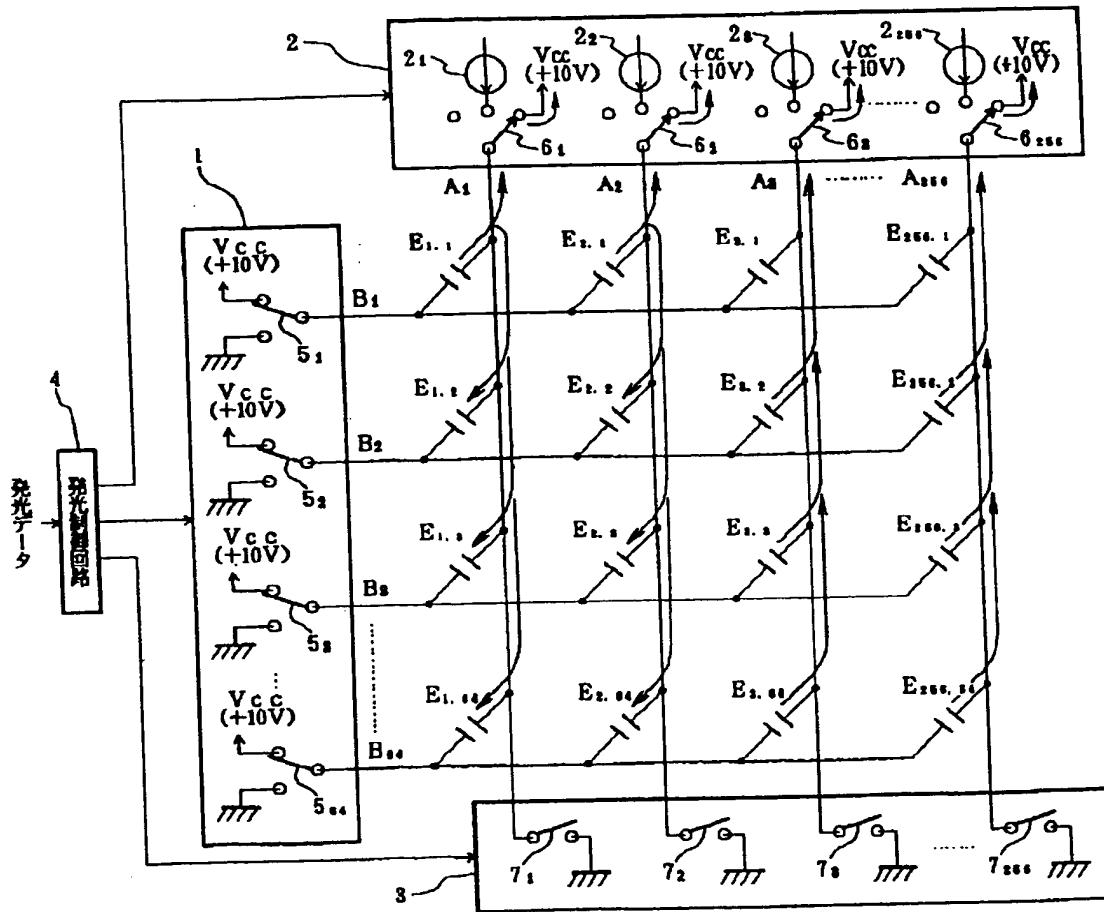 2
2₁
Vcc
(+10V)
2₂
Vcc
(+10V)
2₃
Vcc
(+10V)
2₂₅₆
Vcc
(+10V)
6₁
6₂
6₃
6₂₅₆
1
A₁
A₂
A₃
A₂₅₆
Vcc
(+10V)
5₁
B₁
E₁.₁
E₂.₁
E₃.₁
E₂₅₆.₁
4
発光データ
発光制御回路
Vcc
(+10V)
5₂
B₂
E₁.₂
E₂.₂
E₃.₂
E₂₅₆.₂
Vcc
(+10V)
5₃
B₃
E₁.₃
E₂.₃
E₃.₃
E₂₅₆.₃
Vcc
(+10V)
5₆₄
B₆₄
E₁.₆₄
E₂.₆₄
E₂₅₆.₆₄
3
7₁
7₂
7₃
7₂₅₆